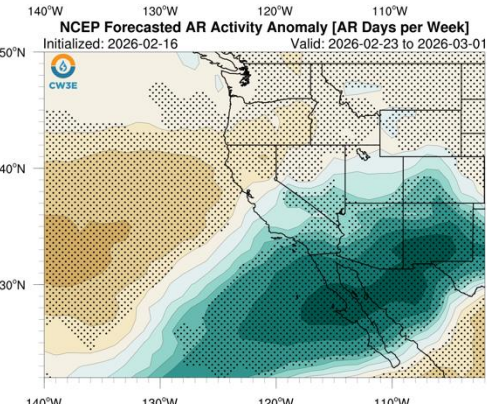 140°W 130°W 120°W 110°W
NCEP Forecasted AR Activity Anomaly [AR Days per Week]
Initialized: 2026-02-16 Valid: 2026-02-23 to 2026-03-01
50°N
CW3E
40°N
30°N
140°W 130°W 120°W 110°W